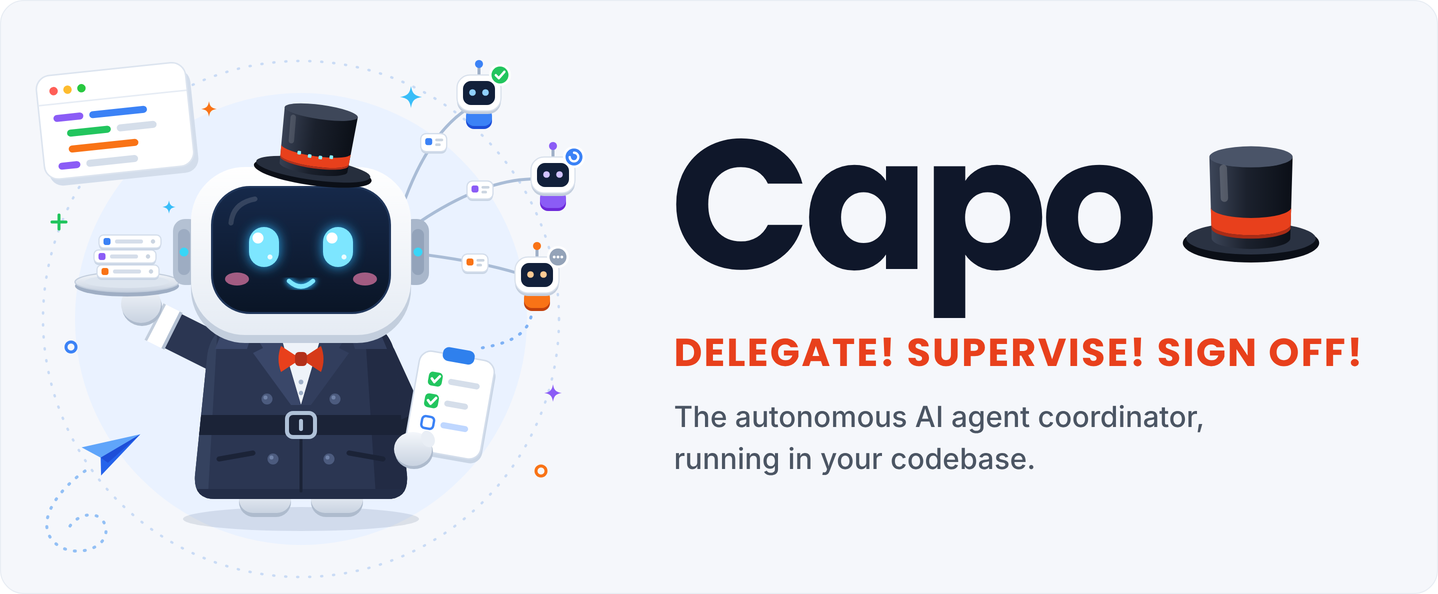 Capo
DELEGATE! SUPERVISE! SIGN OFF!
The autonomous AI agent coordinator,
running in your codebase.